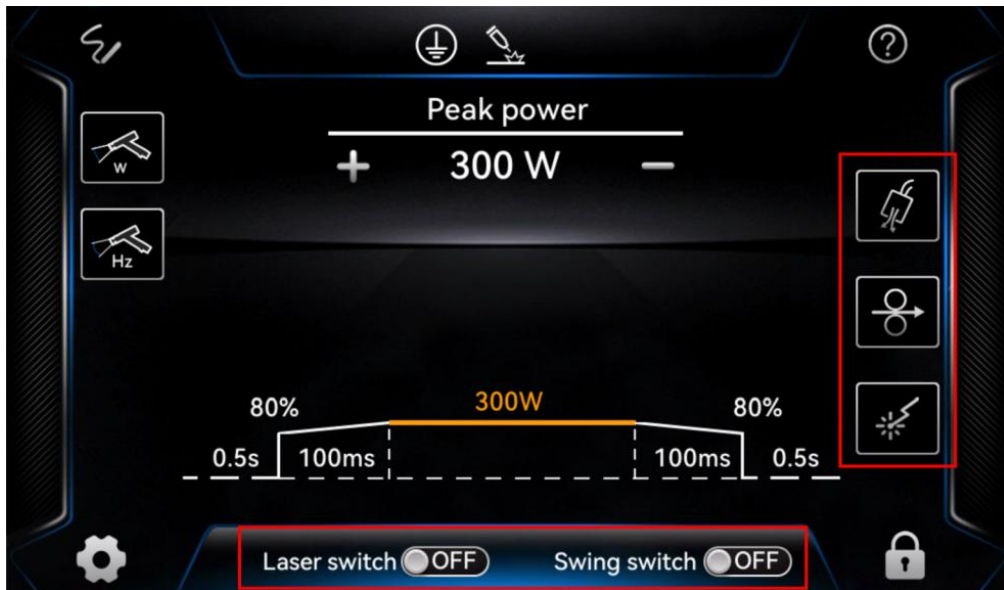 Peak power
+ 300 W −
W
Hz
300W
80% 80%
0.5s 100ms 100ms 0.5s
Laser switch OFF Swing switch OFF